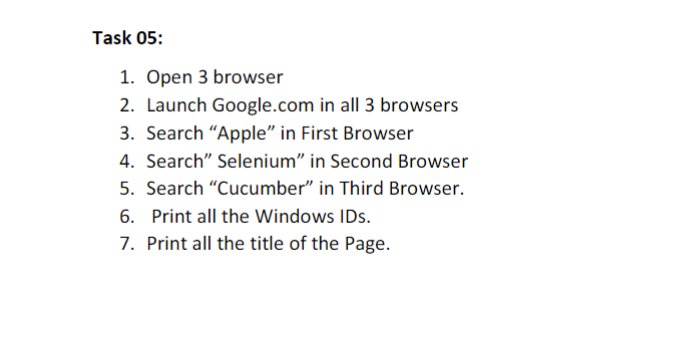 Task 05:
1. Open 3 browser
2. Launch Google.com in all 3 browsers
3. Search “Apple” in First Browser
4. Search” Selenium” in Second Browser
5. Search “Cucumber” in Third Browser.
6. Print all the Windows IDs.
7. Print all the title of the Page.